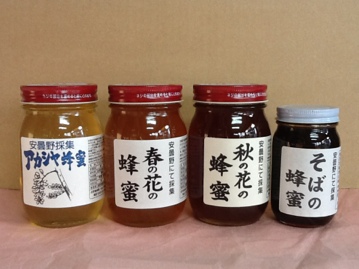 安曇野採集
アカシヤ蜂蜜
安曇野にて採集
春の花の
蜂蜜
安曇野にて採集
秋の花の
蜂蜜
安曇野にて採集
そばの
蜂蜜